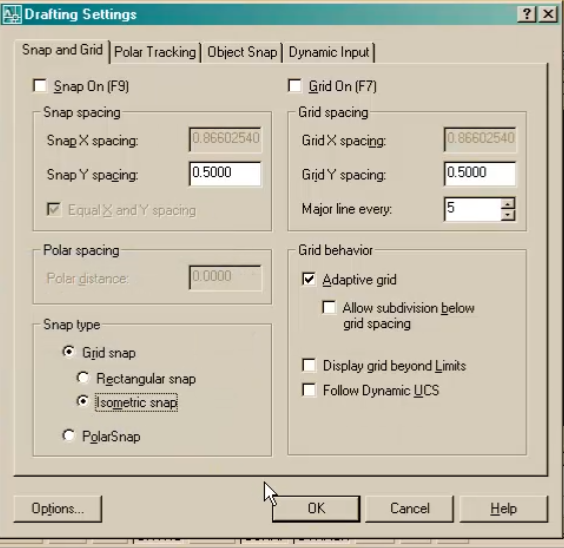 Drafting Settings
Snap and Grid Polar Tracking Object Snap Dynamic Input
Snap On (F9)
Snap spacing
Snap X spacing: 0.86602540
Snap Y spacing: 0.5000
Equal X and Y spacing
Polar spacing
Polar distance: 0.0000
Snap type
Grid snap
Rectangular snap
Isometric snap
PolarSnap
Grid On (F7)
Grid spacing
Grid X spacing: 0.86602540
Grid Y spacing: 0.5000
Major line every: 5
Grid behavior
Adaptive grid
Allow subdivision below
grid spacing
Display grid beyond Limits
Follow Dynamic UCS
Options... OK Cancel Help